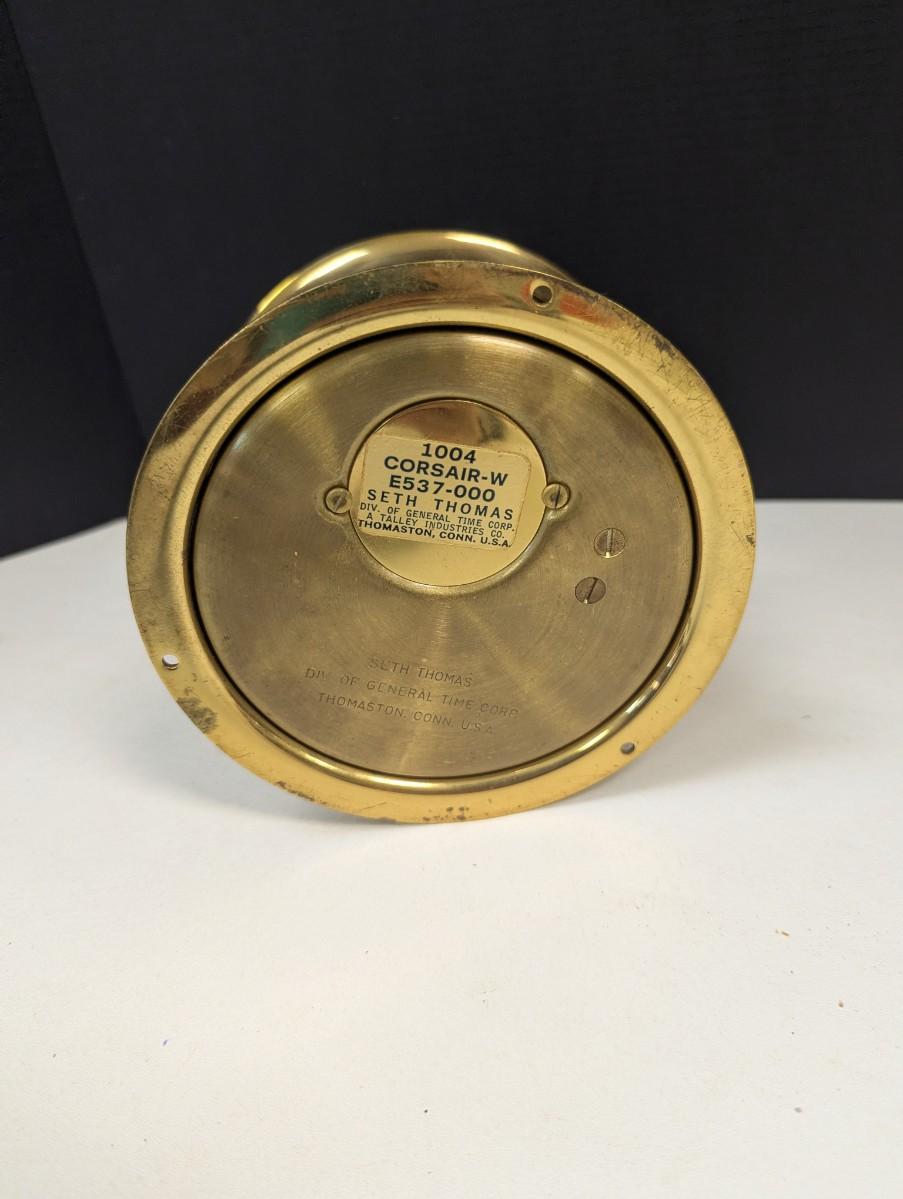 1004
CORSAIR-W
E537-000
SETH THOMAS
DIV. OF GENERAL TIME CORP.
A TALLEY INDUSTRIES CO.
THOMASTON, CONN. U.S.A.
SETH THOMAS
DIV. OF GENERAL TIME CORP.
THOMASTON, CONN. U.S.A.